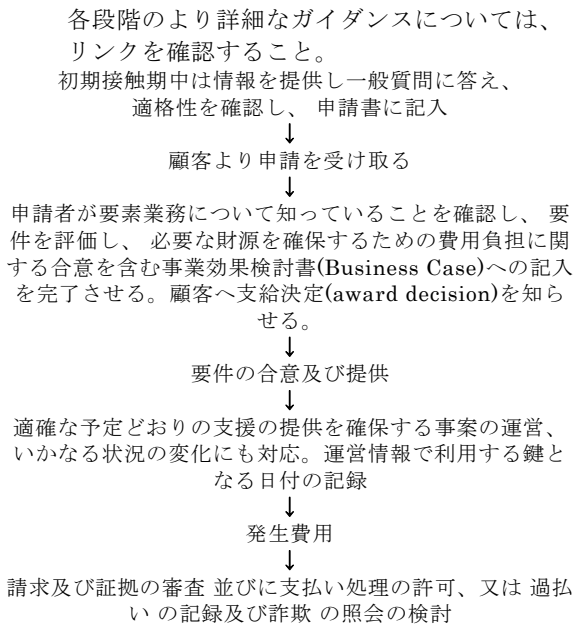 各段階のより詳細なガイダンスについては、
リンクを確認すること。
初期接触期中は情報を提供し一般質問に答え、
適格性を確認し、 申請書に記入
↓
顧客より申請を受け取る
↓
申請者が要素業務について知っていることを確認し、 要
件を評価し、 必要な財源を確保するための費用負担に関
する合意を含む事業効果検討書(Business Case)への記入
を完了させる。顧客へ支給決定(award decision)を知ら
せる。
↓
要件の合意及び提供
↓
適確な予定どおりの支援の提供を確保する事案の運営、
いかなる状況の変化にも対応。運営情報で利用する鍵と
なる日付の記録
↓
発生費用
↓
請求及び証拠の審査 並びに支払い処理の許可、又は 過払
い の記録及び詐欺 の照会の検討